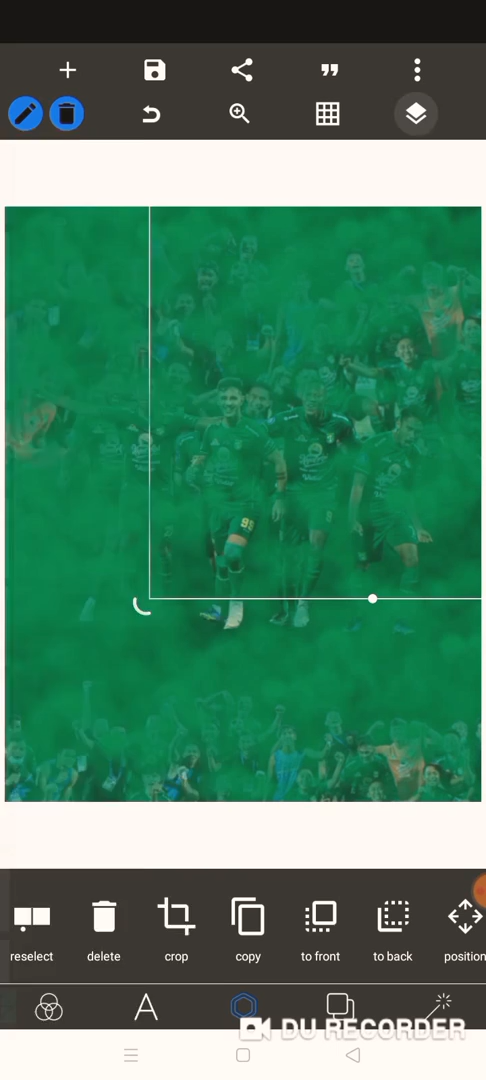 reselect
delete
crop
copy
to front
to back
position
DU RECORDER